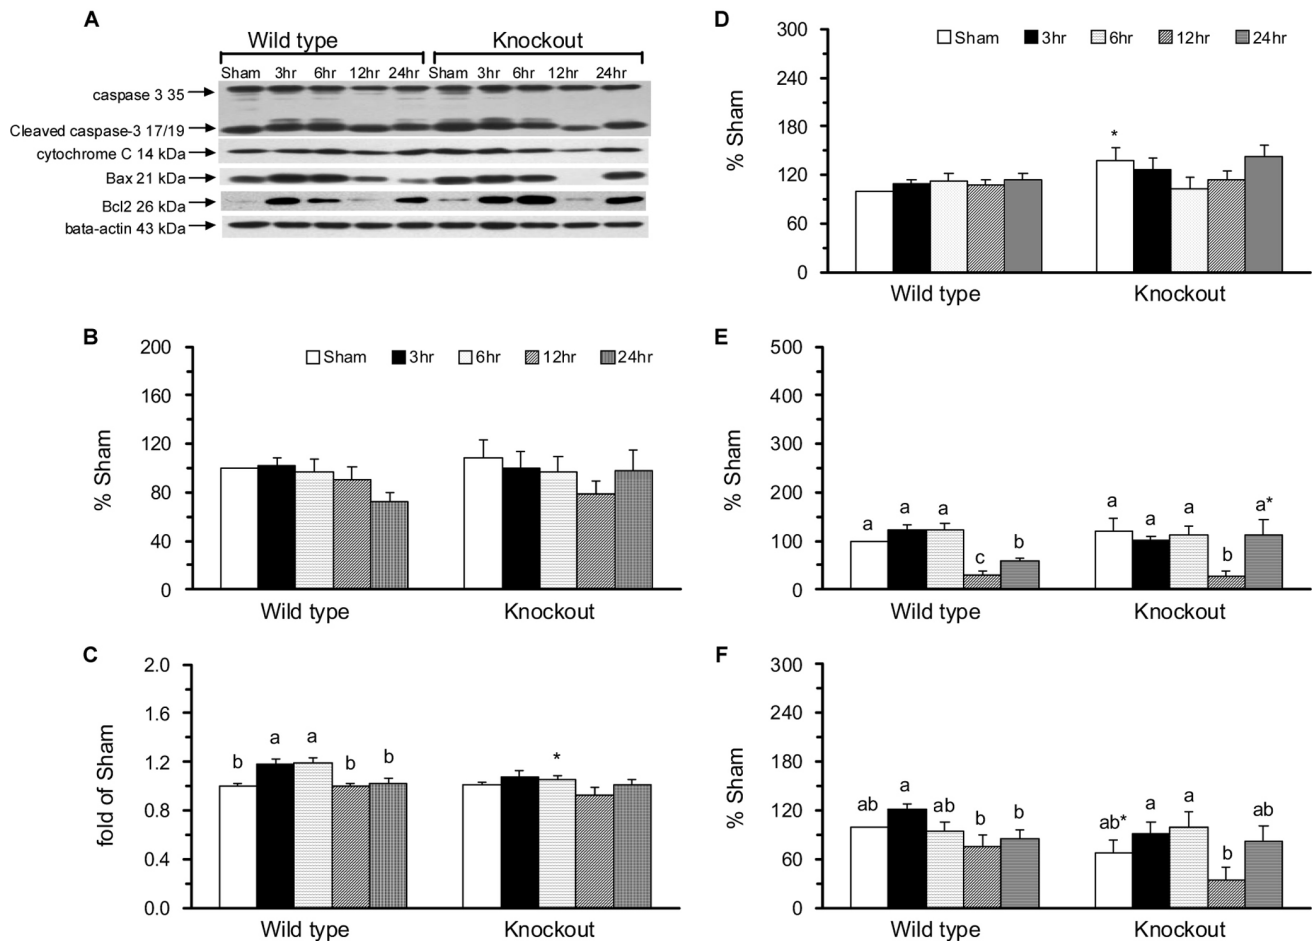 A
Wild type Knockout
Sham 3hr 6hr 12hr 24hr Sham 3hr 6hr 12hr 24hr
caspase 3 35
Cleaved caspase-3 17/19
cytochrome C 14 kDa
Bax 21 kDa
Bcl2 26 kDa
bata-actin 43 kDa
D
% Sham
300
240
180
120
60
0
Sham 3hr 6hr 12hr 24hr
*
Wild type Knockout
B
% Sham
200
160
120
80
40
0
Sham 3hr 6hr 12hr 24hr
Wild type Knockout
E
% Sham
500
400
300
200
100
0
a a a c b a a a b a*
Wild type Knockout
C
fold of Sham
2.0
1.6
1.2
0.8
0.4
0.0
b a a b b *
Wild type Knockout
F
% Sham
300
240
180
120
60
0
ab a ab b b ab* a a b ab
Wild type Knockout